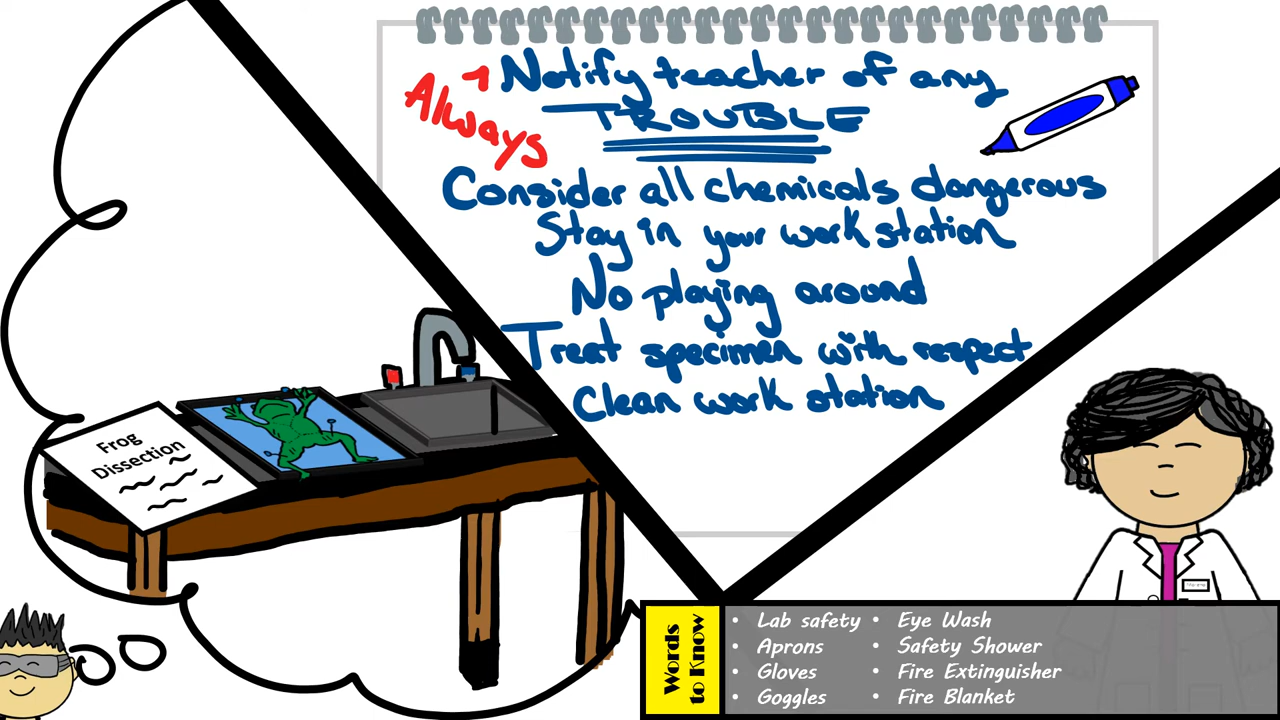 Always Notify teacher of any
TROUBLE
Consider all chemicals dangerous
Stay in your work station
No playing around
Treat specimen with respect
Clean work station
Frog
Dissection
Words
to Know
• Lab safety
• Aprons
• Gloves
• Goggles
• Eye Wash
• Safety Shower
• Fire Extinguisher
• Fire Blanket